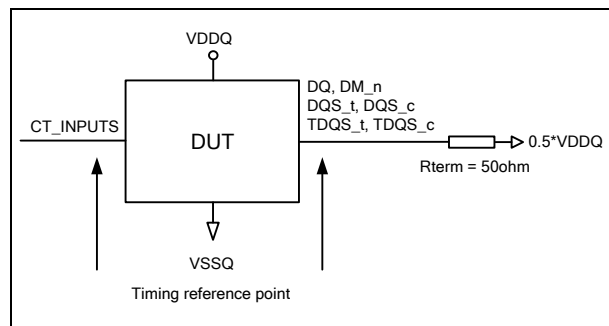 VDDQ
DQ, DM_n
DQS_t, DQS_c
TDQS_t, TDQS_c
CT_INPUTS
DUT
0.5*VDDQ
Rterm = 50ohm
VSSQ
Timing reference point